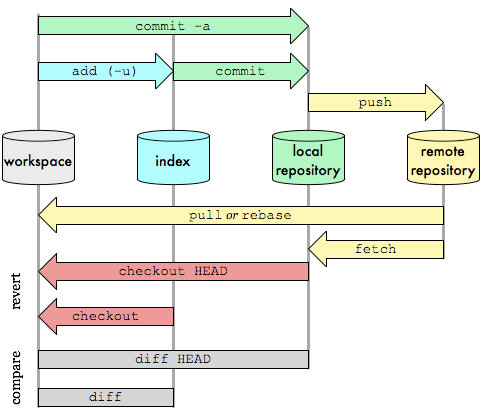 commit -a
add (-u)
commit
push
workspace
index
local
repository
remote
repository
pull or rebase
fetch
revert
checkout HEAD
checkout
compare
diff HEAD
diff